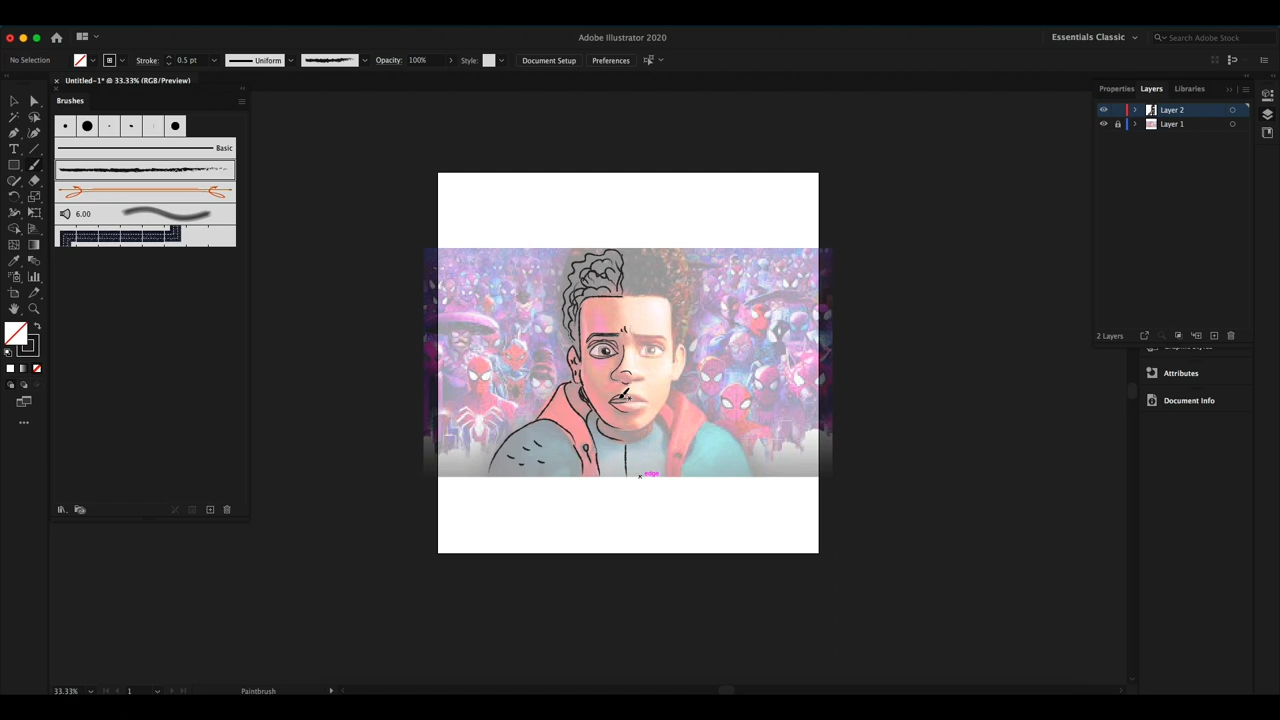 Adobe Illustrator 2020
Essentials Classic
Search Adobe Stock
No Selection
Stroke:
0.5 pt
Uniform
Opacity:
100%
Style:
Document Setup
Preferences
Untitled-1* @ 33.33% (RGB/Preview)
Brushes
Basic
6.00
Properties
Layers
Libraries
Layer 2
Layer 1
2 Layers
Attributes
Document Info
edge
33.33%
1
Paintbrush